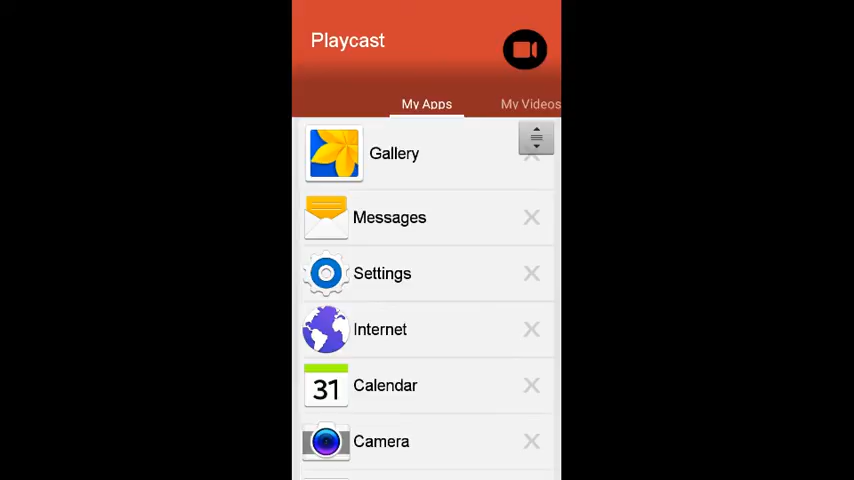 Playcast
My Apps
My Videos
Gallery
Messages
Settings
Internet
31
Calendar
Camera